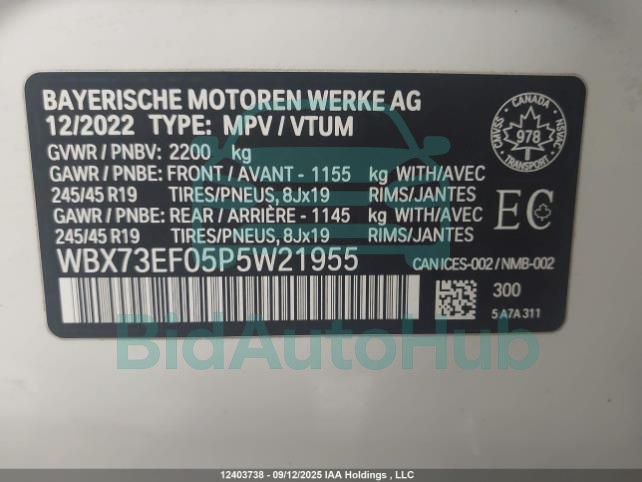 BAYERISCHE MOTOREN WERKE AG
12/2022 TYPE: MPV / VTUM
GVWR / PNBV: 2200 kg
GAWR / PNBE: FRONT / AVANT - 1155 kg WITH/AVEC
245/45 R19 TIRES/PNEUS, 8Jx19 RIMS/JANTES
GAWR / PNBE: REAR / ARRIÈRE - 1145 kg WITH/AVEC
245/45 R19 TIRES/PNEUS, 8Jx19 RIMS/JANTES
WBX73EF05P5W21955
CANADA
CMVSS
978
NSVAC
TRANSPORT
EC
CAN ICES-002 / NMB-002
300
5 A7A 311
BidAutoHub
12403738 - 09/12/2025 IAA Holdings , LLC